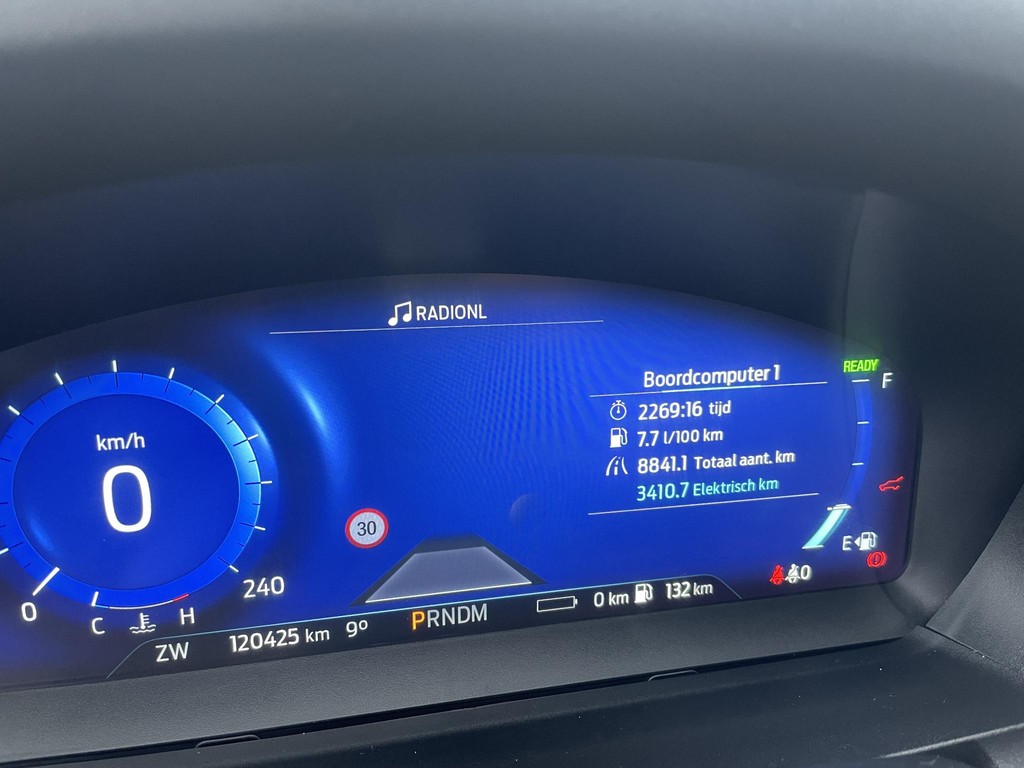 RADIONL
READY
F
Boordcomputer 1
2269:16 tijd
7.7 l/100 km
8841.1 Totaal aant. km
3410.7 Elektrisch km
km/h
0
30
0
240
C
H
E
0
ZW
120425 km
9°
PRNDM
0 km
132 km